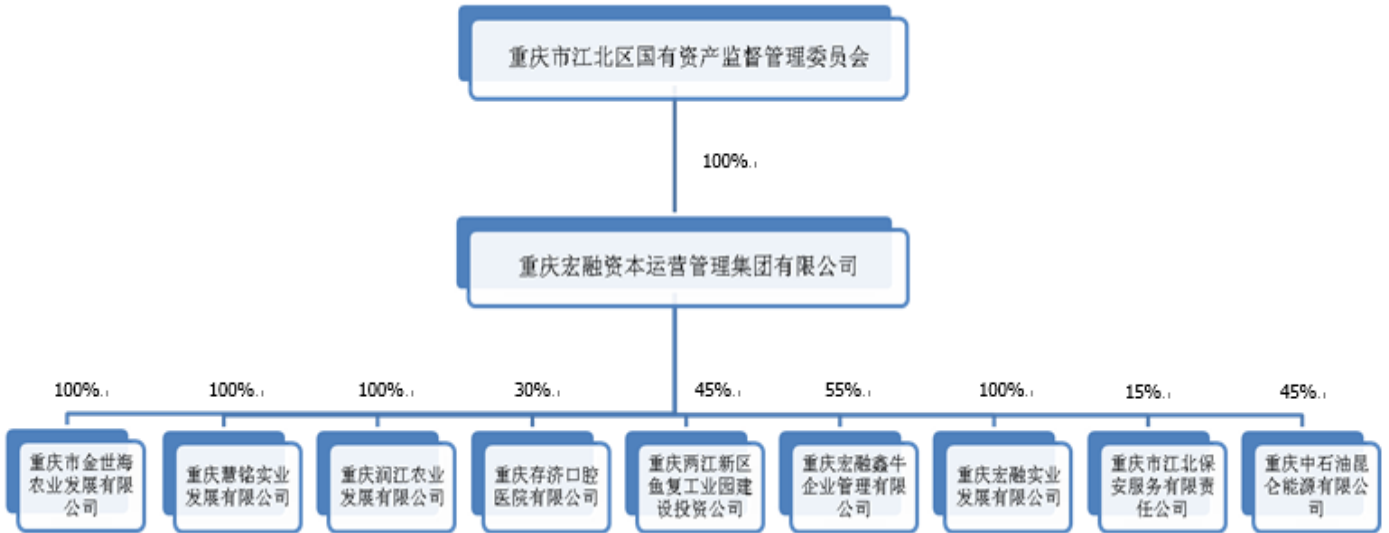 重庆市江北区国有资产监督管理委员会
100%
重庆宏融资本运营管理集团有限公司
100%
100%
100%
30%
45%
55%
100%
15%
45%
重庆市金世海
农业发展有限
公司
重庆慧铭实业
发展有限公司
重庆润江农业
发展有限公司
重庆存济口腔
医院有限公司
重庆两江新区
鱼复工业园建
设投资公司
重庆宏融鑫牛
企业管理有限
公司
重庆宏融实业
发展有限公司
重庆市江北保
安服务有限责
任公司
重庆中石油昆
仑能源有限公
司